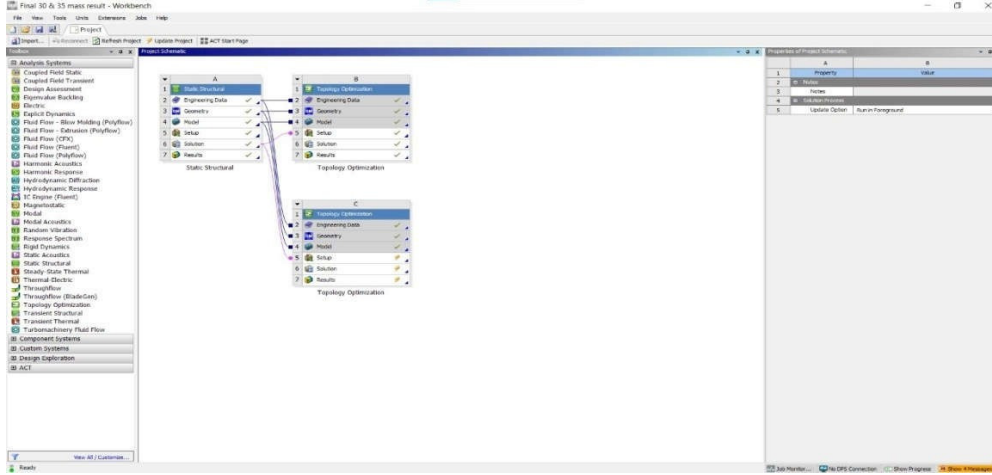 Final 30 & 35 mass result - Workbench
File View Tools Units Extensions Jobs Help
Project
Import... Reconnect Refresh Project Update Project ACT Start Page
Toolbox
Project Schematic
Properties of Project Schematic
Analysis Systems
Coupled Field Static
Coupled Field Transient
Design Assessment
Eigenvalue Buckling
Electric
Explicit Dynamics
Fluid Flow - Blow Molding (Polyflow)
Fluid Flow - Extrusion (Polyflow)
Fluid Flow (CFX)
Fluid Flow (Fluent)
Fluid Flow (Polyflow)
Harmonic Acoustics
Harmonic Response
Hydrodynamic Diffraction
Hydrodynamic Response
IC Engine (Fluent)
Magnetostatic
Modal
Modal Acoustics
Random Vibration
Response Spectrum
Rigid Dynamics
Static Acoustics
Static Structural
Steady-State Thermal
Thermal-Electric
Throughflow
Throughflow (BladeGen)
Topology Optimization
Transient Structural
Transient Thermal
Turbomachinery Fluid Flow
Component Systems
Custom Systems
Design Exploration
ACT
View All / Customize...
A
1 Static Structural
2 Engineering Data
3 Geometry
4 Model
5 Setup
6 Solution
7 Results
Static Structural
B
1 Topology Optimization
2 Engineering Data
3 Geometry
4 Model
5 Setup
6 Solution
7 Results
Topology Optimization
C
1 Topology Optimization
2 Engineering Data
3 Geometry
4 Model
5 Setup
6 Solution
7 Results
Topology Optimization
A B
1 Property Value
2 Notes
3 Notes
4 Solution Process
5 Update Option Run in Foreground
Ready
Job Monitor... No DPS Connection Show Progress Show 4 Messages